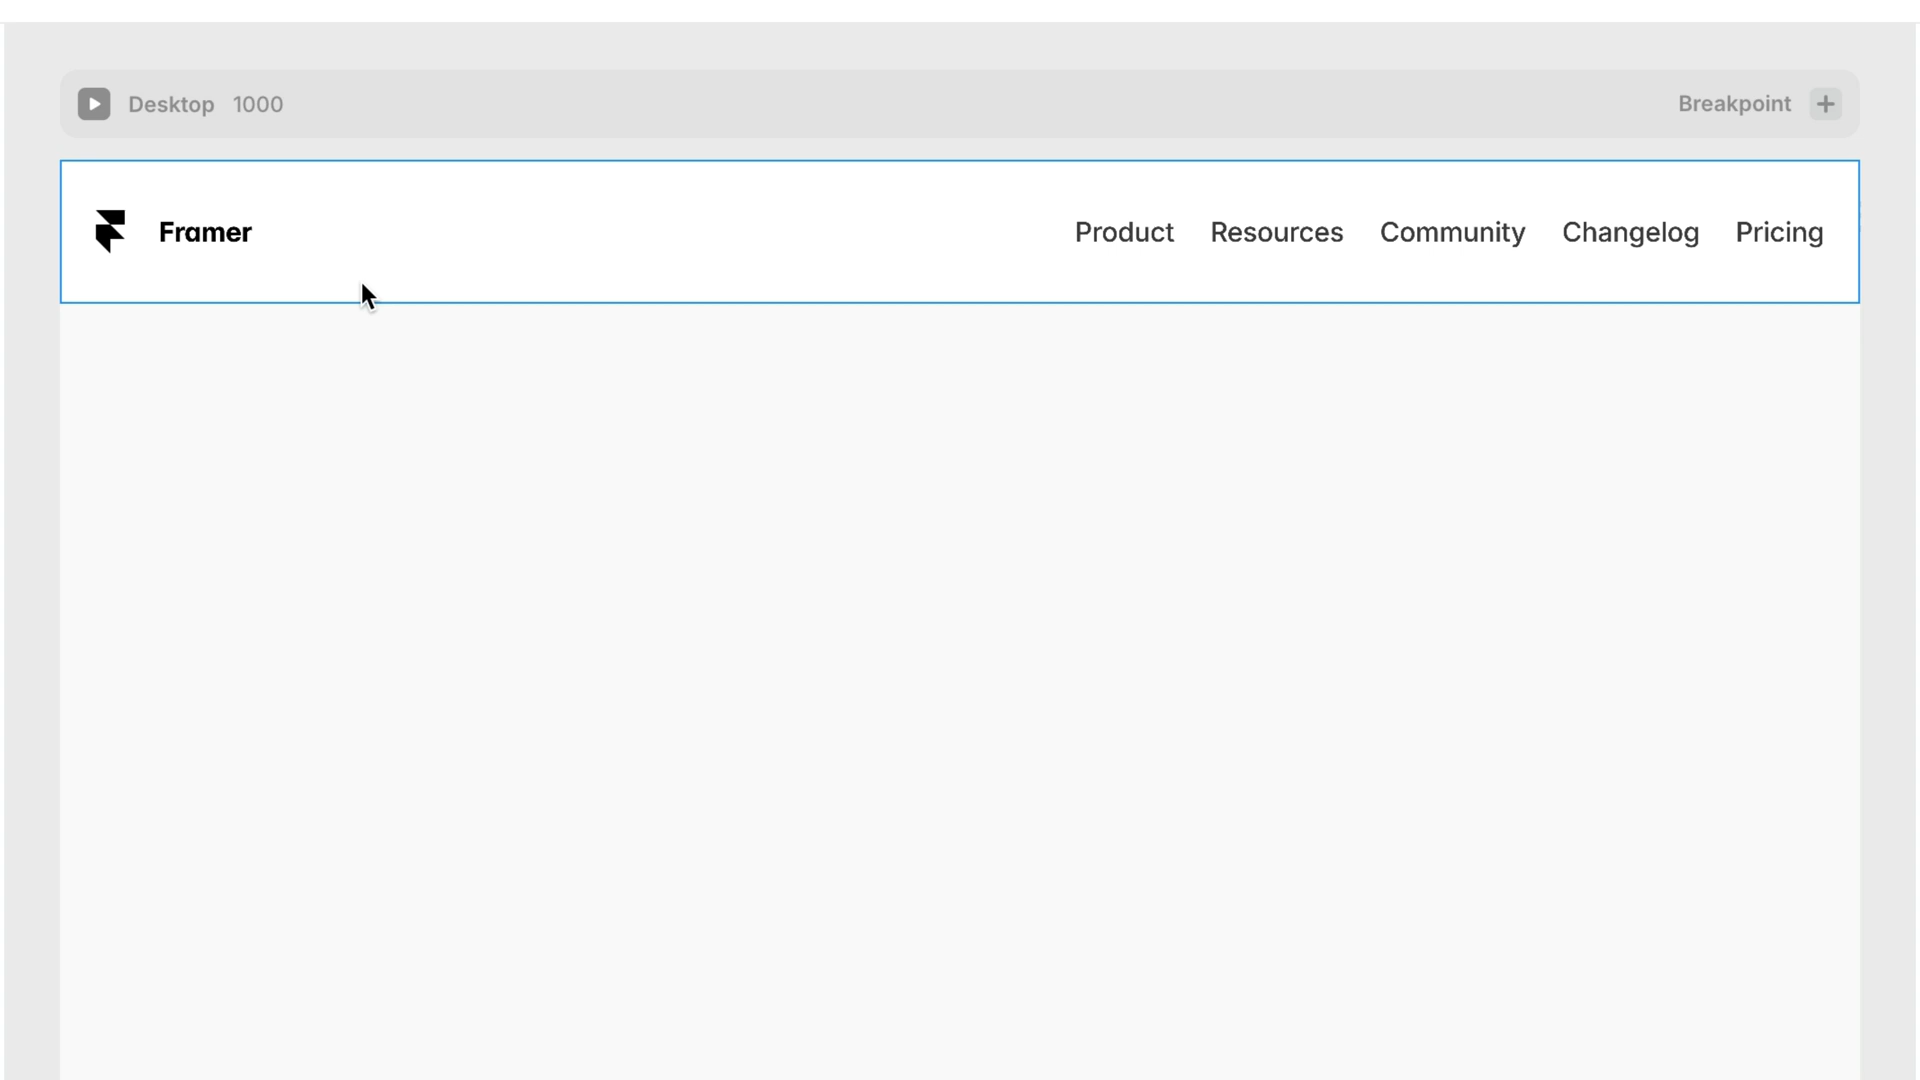 Desktop 1000 Breakpoint
Framer Product Resources Community Changelog Pricing